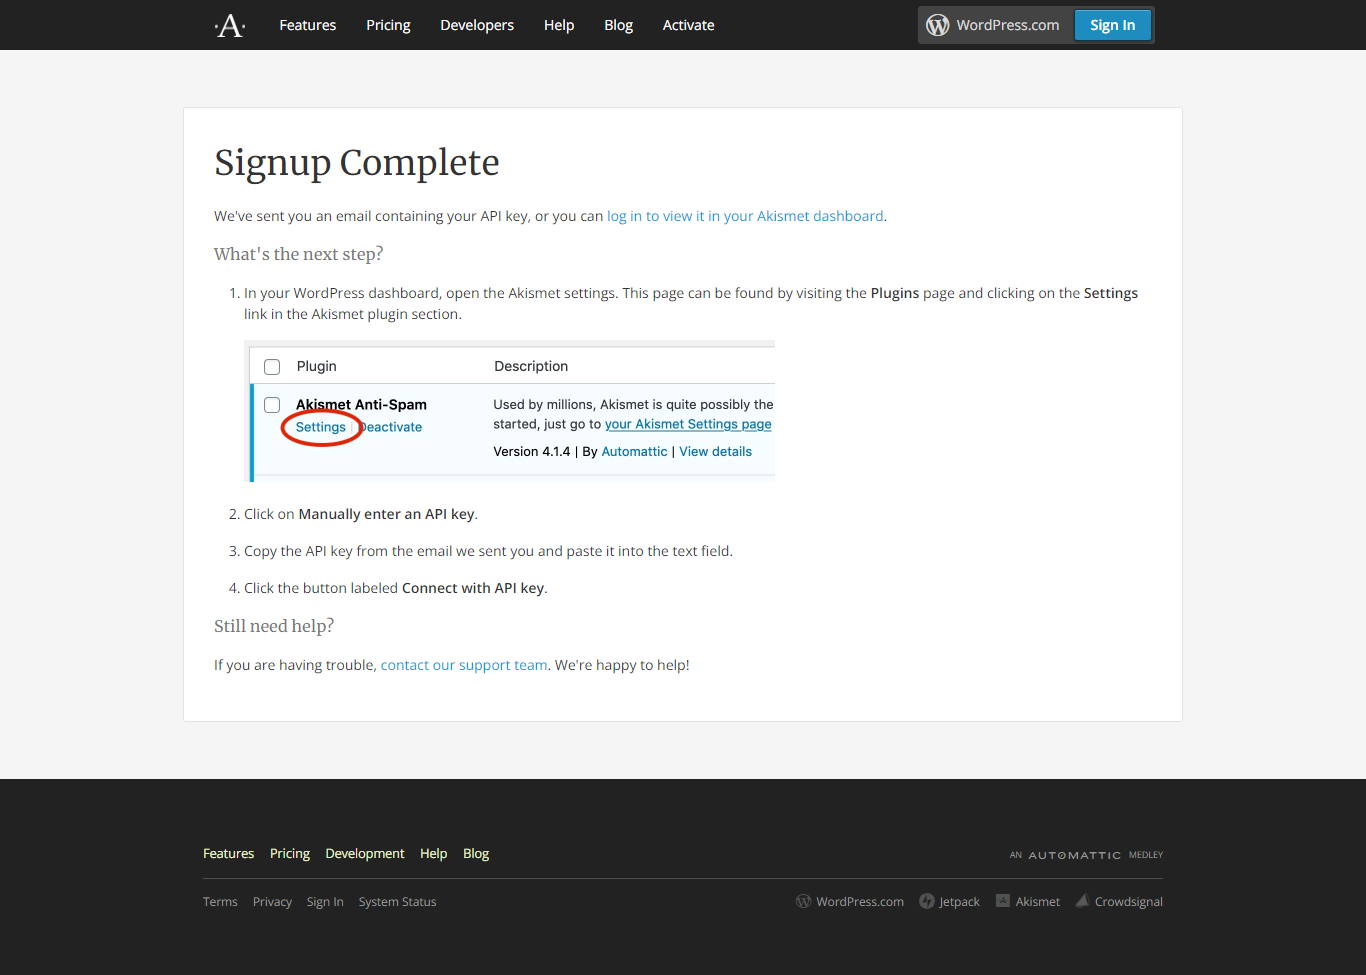 ·A·
Features Pricing Developers Help Blog Activate
WordPress.com Sign In
Signup Complete
We've sent you an email containing your API key, or you can log in to view it in your Akismet dashboard.
What's the next step?
1. In your WordPress dashboard, open the Akismet settings. This page can be found by visiting the Plugins page and clicking on the Settings
link in the Akismet plugin section.
Plugin Description
Akismet Anti-Spam Used by millions, Akismet is quite possibly the
Settings | Deactivate started, just go to your Akismet Settings page
Version 4.1.4 | By Automattic | View details
2. Click on Manually enter an API key.
3. Copy the API key from the email we sent you and paste it into the text field.
4. Click the button labeled Connect with API key.
Still need help?
If you are having trouble, contact our support team. We're happy to help!
Features Pricing Development Help Blog
AN AUTOMATTIC MEDLEY
Terms Privacy Sign In System Status
WordPress.com Jetpack Akismet Crowdsignal